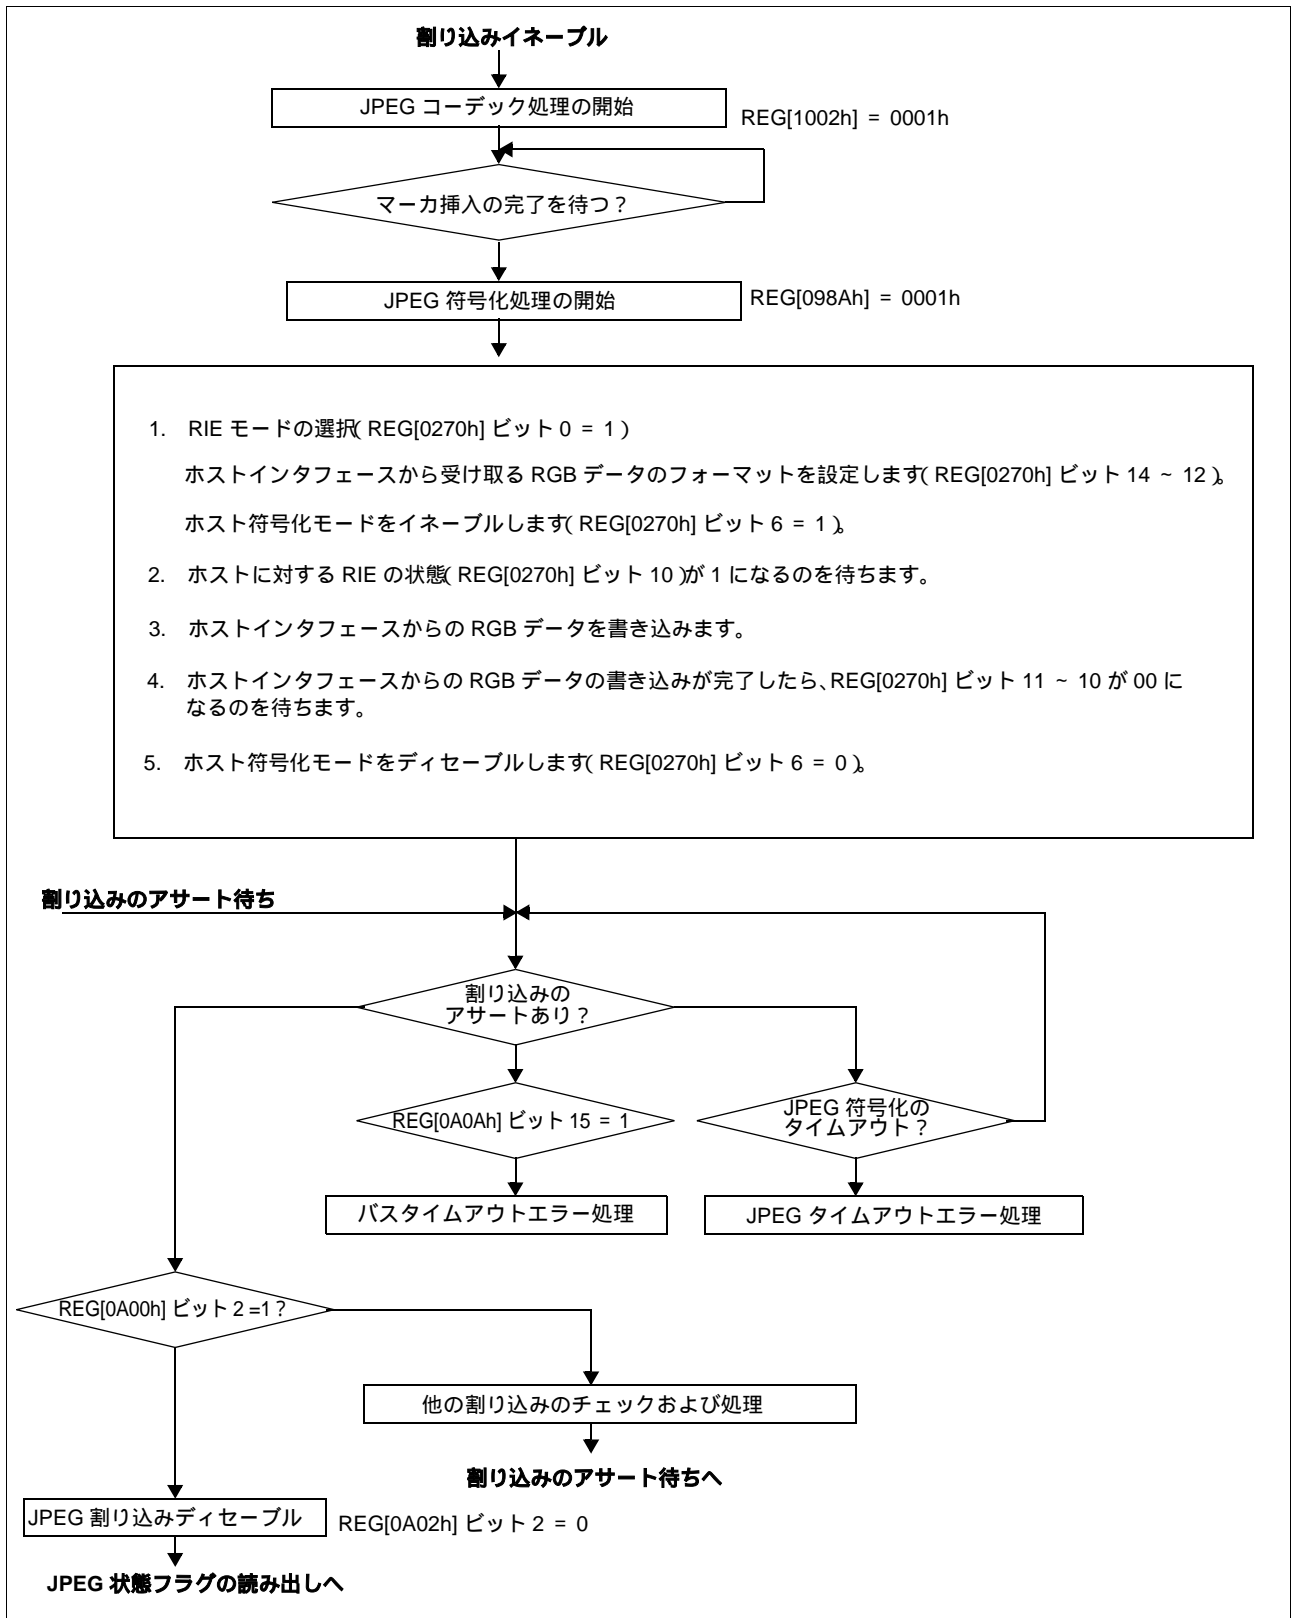 割り込みイネーブル
JPEG コーデック処理の開始
REG[1002h] = 0001h
マーカ挿入の完了を待つ？
JPEG 符号化処理の開始
REG[098Ah] = 0001h
1. RIE モードの選択( REG[0270h] ビット 0 = 1 )
ホストインタフェースから受け取る RGB データのフォーマットを設定します( REG[0270h] ビット 14 ~ 12 )。
ホスト符号化モードをイネーブルします( REG[0270h] ビット 6 = 1 )。
2. ホストに対する RIE の状態( REG[0270h] ビット 10 )が 1 になるのを待ちます。
3. ホストインタフェースからの RGB データを書き込みます。
4. ホストインタフェースからの RGB データの書き込みが完了したら、REG[0270h] ビット 11 ~ 10 が 00 に
なるのを待ちます。
5. ホスト符号化モードをディセーブルします( REG[0270h] ビット 6 = 0 )。
割り込みのアサート待ち
割り込みの
アサートあり？
REG[0A0Ah] ビット 15 = 1
JPEG 符号化の
タイムアウト？
バスタイムアウトエラー処理
JPEG タイムアウトエラー処理
REG[0A00h] ビット 2 =1？
他の割り込みのチェックおよび処理
割り込みのアサート待ちへ
JPEG 割り込みディセーブル
REG[0A02h] ビット 2 = 0
JPEG 状態フラグの読み出しへ